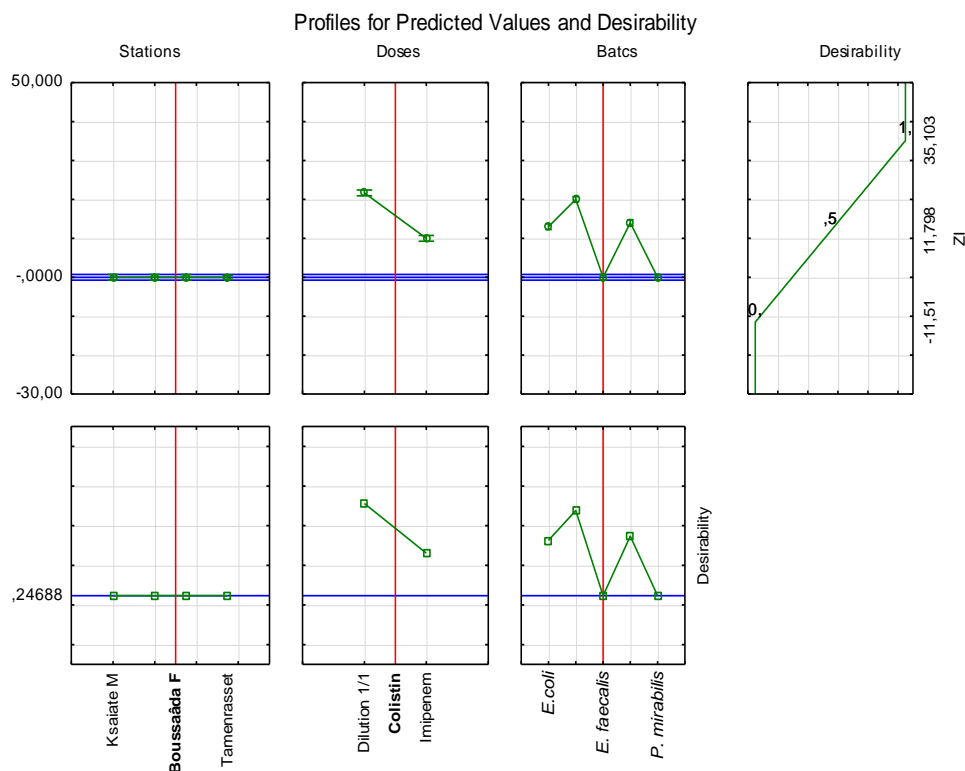 Profiles for Predicted Values and Desirability
Stations
Doses
Batcs
Desirability
50,000
-,0000
-30,00
1,
,5
0,
35,103
11,798
-11,51
ZI
,24688
Desirability
Ksaiate M
Boussaâda F
Tamenrasset
Dilution 1/1
Colistin
Imipenem
E.coli
E. faecalis
P. mirabilis